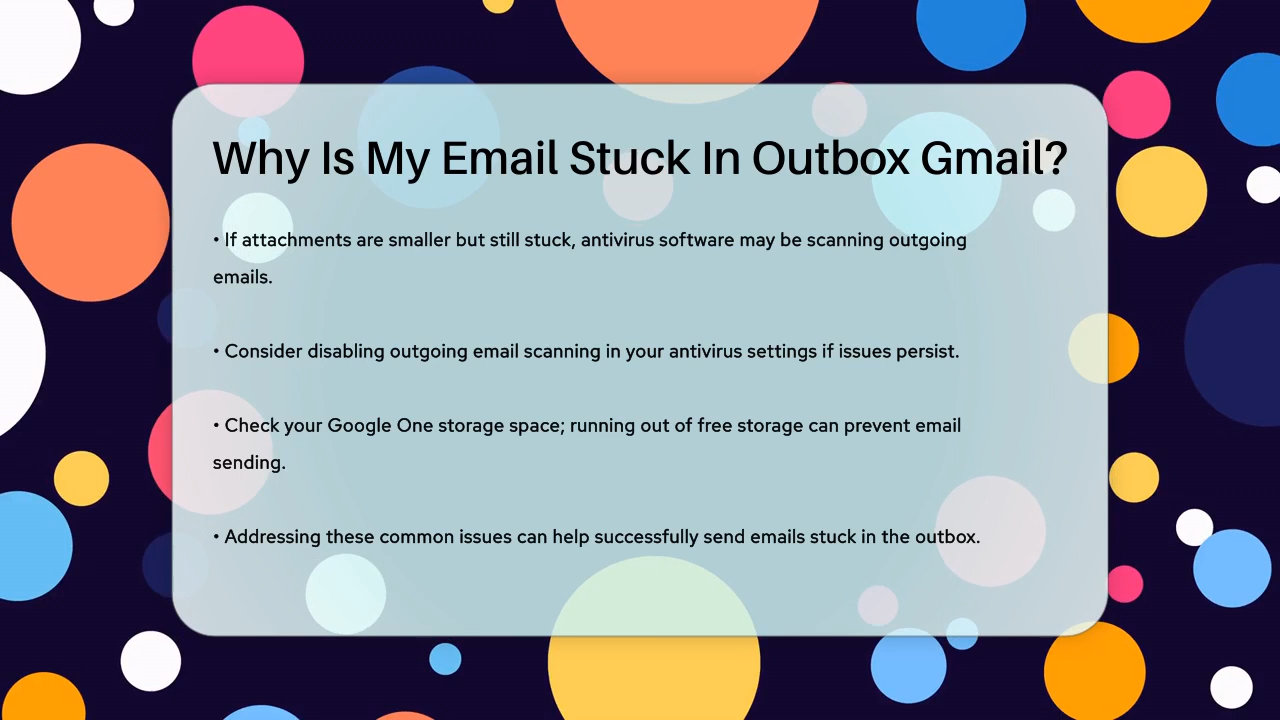 Why Is My Email Stuck In Outbox Gmail?
• If attachments are smaller but still stuck, antivirus software may be scanning outgoing
emails.
• Consider disabling outgoing email scanning in your antivirus settings if issues persist.
• Check your Google One storage space; running out of free storage can prevent email
sending.
• Addressing these common issues can help successfully send emails stuck in the outbox.